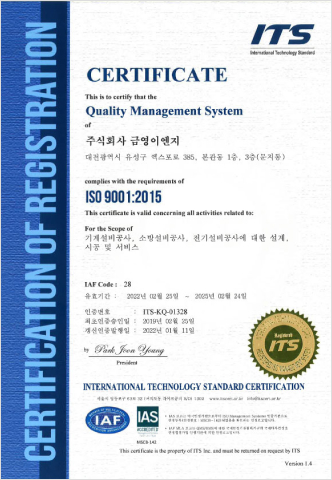 CERTIFICATION OF REGISTRATION
ITS
International Technology Standard
CERTIFICATE
This is to certify that the
Quality Management System
of
주식회사 금영이엔지
대전광역시 유성구 엑스포로 385, 본관동 1층, 3층(문지동)
complies with the requirements of
ISO 9001:2015
This certificate is valid concerning all activities related to:
For the Scope of
기계설비공사, 소방설비공사, 전기설비공사에 대한 설계,
시공 및 서비스
IAF Code : 28
유효기간 : 2022년 02월 25일 ~ 2025년 02월 24일
인증번호 : ITS-KQ-01328
최초인증승인일 : 2019년 02월 25일
갱신인증발행일 : 2022년 01월 11일
by Park Joon Young
President
Registered
ITS
INTERNATIONAL TECHNOLOGY STANDARD CERTIFICATION
IAF
IAS
ACCREDITED
MSCB-142
This certificate is the property of ITS Inc. and must be returned on request by ITS
Version 1.4